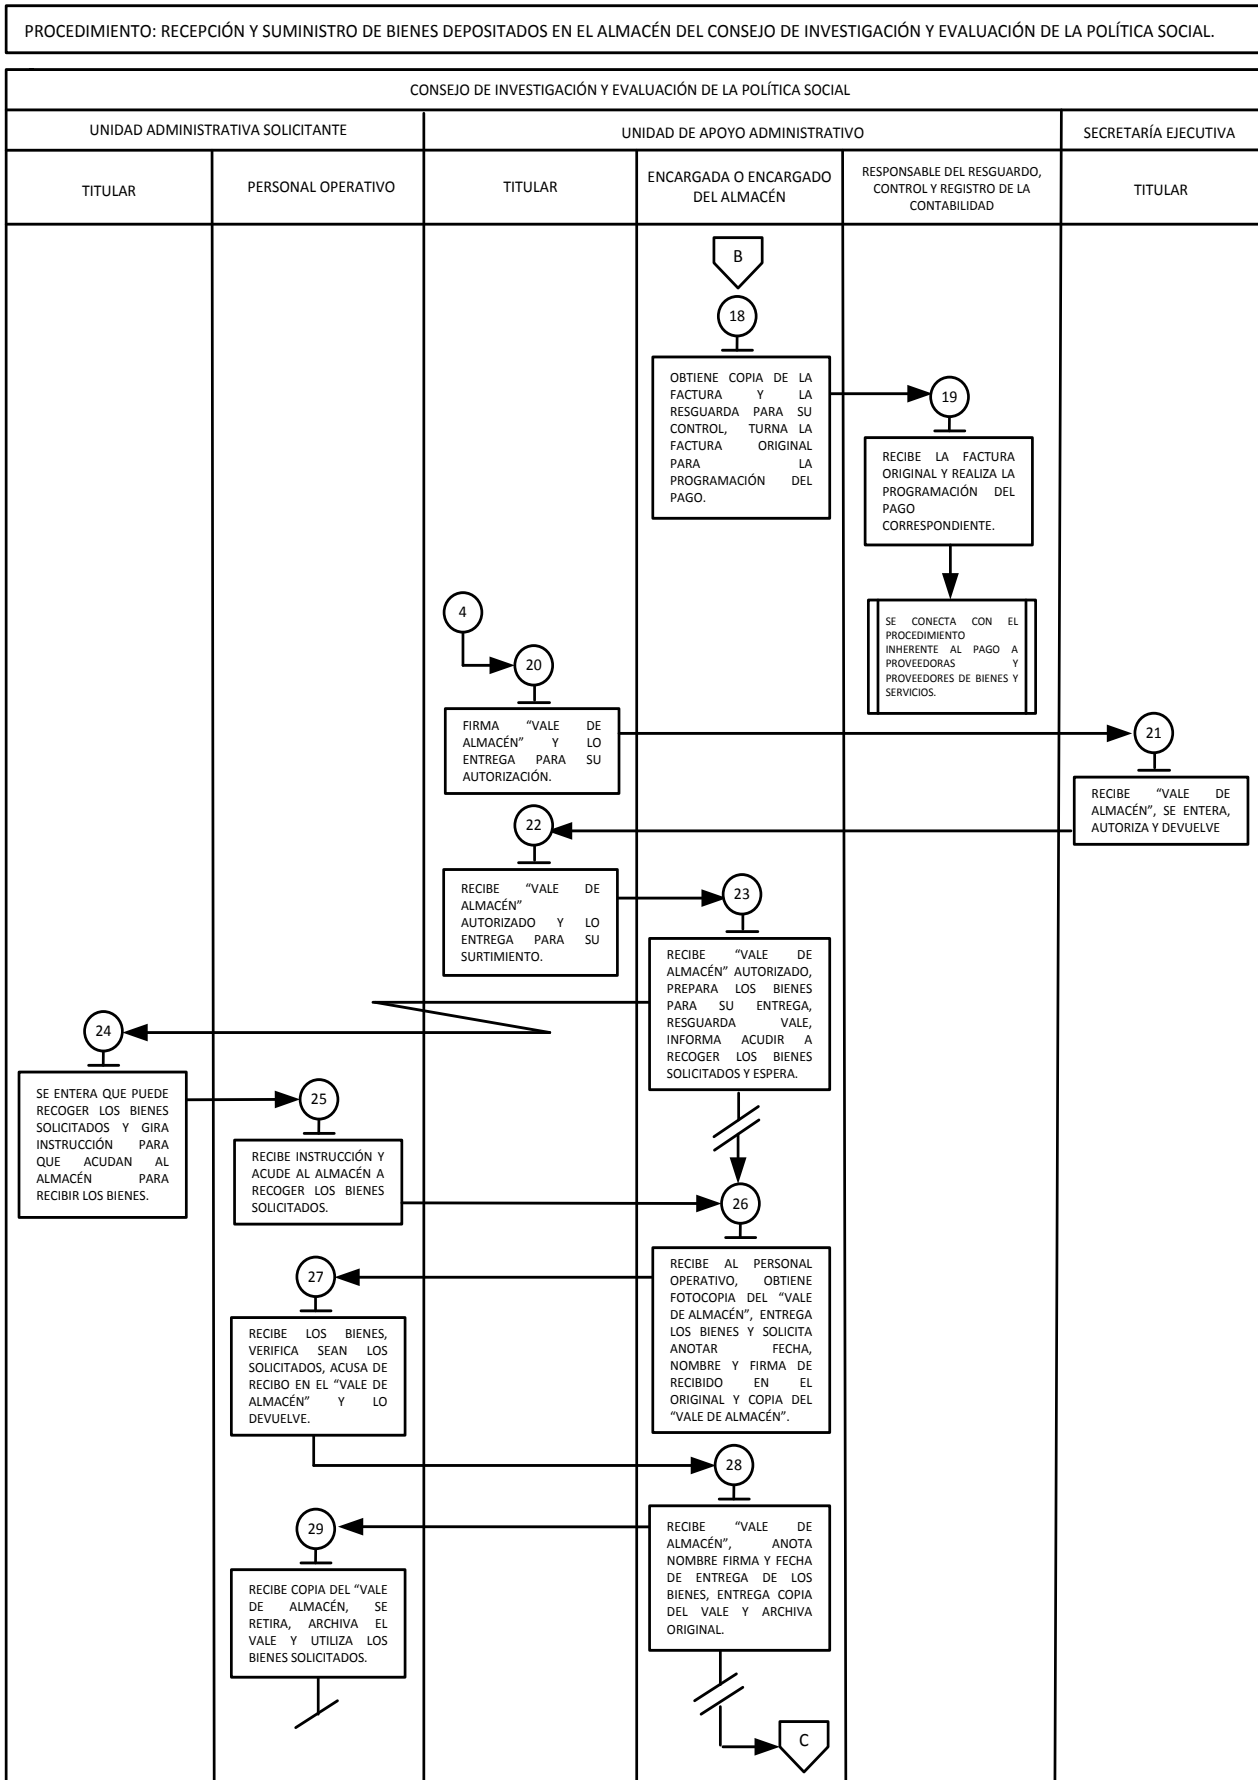 PROCEDIMIENTO: RECEPCIÓN Y SUMINISTRO DE BIENES DEPOSITADOS EN EL ALMACÉN DEL CONSEJO DE INVESTIGACIÓN Y EVALUACIÓN DE LA POLÍTICA SOCIAL.
CONSEJO DE INVESTIGACIÓN Y EVALUACIÓN DE LA POLÍTICA SOCIAL
UNIDAD ADMINISTRATIVA SOLICITANTE
UNIDAD DE APOYO ADMINISTRATIVO
SECRETARÍA EJECUTIVA
TITULAR
PERSONAL OPERATIVO
TITULAR
ENCARGADA O ENCARGADO
DEL ALMACÉN
RESPONSABLE DEL RESGUARDO,
CONTROL Y REGISTRO DE LA
CONTABILIDAD
TITULAR
B
18
OBTIENE COPIA DE LA
FACTURA Y LA
RESGUARDA PARA SU
CONTROL, TURNA LA
FACTURA ORIGINAL
PARA LA
PROGRAMACIÓN DEL
PAGO.
19
RECIBE LA FACTURA
ORIGINAL Y REALIZA LA
PROGRAMACIÓN DEL
PAGO
CORRESPONDIENTE.
SE CONECTA CON EL
PROCEDIMIENTO
INHERENTE AL PAGO A
PROVEEDORAS Y
PROVEEDORES DE BIENES Y
SERVICIOS.
4
20
FIRMA “VALE DE
ALMACÉN” Y LO
ENTREGA PARA SU
AUTORIZACIÓN.
21
RECIBE “VALE DE
ALMACÉN”, SE ENTERA,
AUTORIZA Y DEVUELVE
22
RECIBE “VALE DE
ALMACÉN”
AUTORIZADO Y LO
ENTREGA PARA SU
SURTIMIENTO.
23
RECIBE “VALE DE
ALMACÉN” AUTORIZADO,
PREPARA LOS BIENES
PARA SU ENTREGA,
RESGUARDA VALE,
INFORMA ACUDIR A
RECOGER LOS BIENES
SOLICITADOS Y ESPERA.
24
SE ENTERA QUE PUEDE
RECOGER LOS BIENES
SOLICITADOS Y GIRA
INSTRUCCIÓN PARA
QUE ACUDAN AL
ALMACÉN PARA
RECIBIR LOS BIENES.
25
RECIBE INSTRUCCIÓN Y
ACUDE AL ALMACÉN A
RECOGER LOS BIENES
SOLICITADOS.
26
RECIBE AL PERSONAL
OPERATIVO, OBTIENE
FOTOCOPIA DEL “VALE
DE ALMACÉN”, ENTREGA
LOS BIENES Y SOLICITA
ANOTAR FECHA,
NOMBRE Y FIRMA DE
RECIBIDO EN EL
ORIGINAL Y COPIA DEL
“VALE DE ALMACÉN”.
27
RECIBE LOS BIENES,
VERIFICA SEAN LOS
SOLICITADOS, ACUSA DE
RECIBO EN EL “VALE DE
ALMACÉN” Y LO
DEVUELVE.
28
RECIBE “VALE DE
ALMACÉN”, ANOTA
NOMBRE FIRMA Y FECHA
DE ENTREGA DE LOS
BIENES, ENTREGA COPIA
DEL VALE Y ARCHIVA
ORIGINAL.
29
RECIBE COPIA DEL “VALE
DE ALMACÉN, SE
RETIRA, ARCHIVA EL
VALE Y UTILIZA LOS
BIENES SOLICITADOS.
C